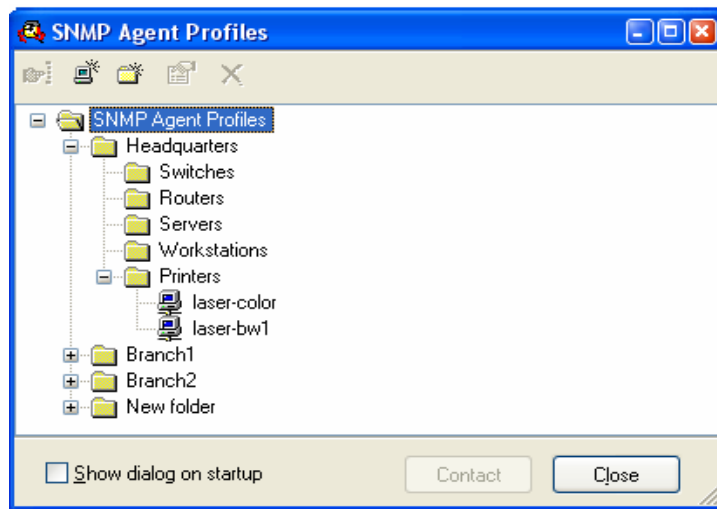 SNMP Agent Profiles
SNMP Agent Profiles
Headquarters
Switches
Routers
Servers
Workstations
Printers
laser-color
laser-bw1
Branch1
Branch2
New folder
Show dialog on startup
Contact
Close